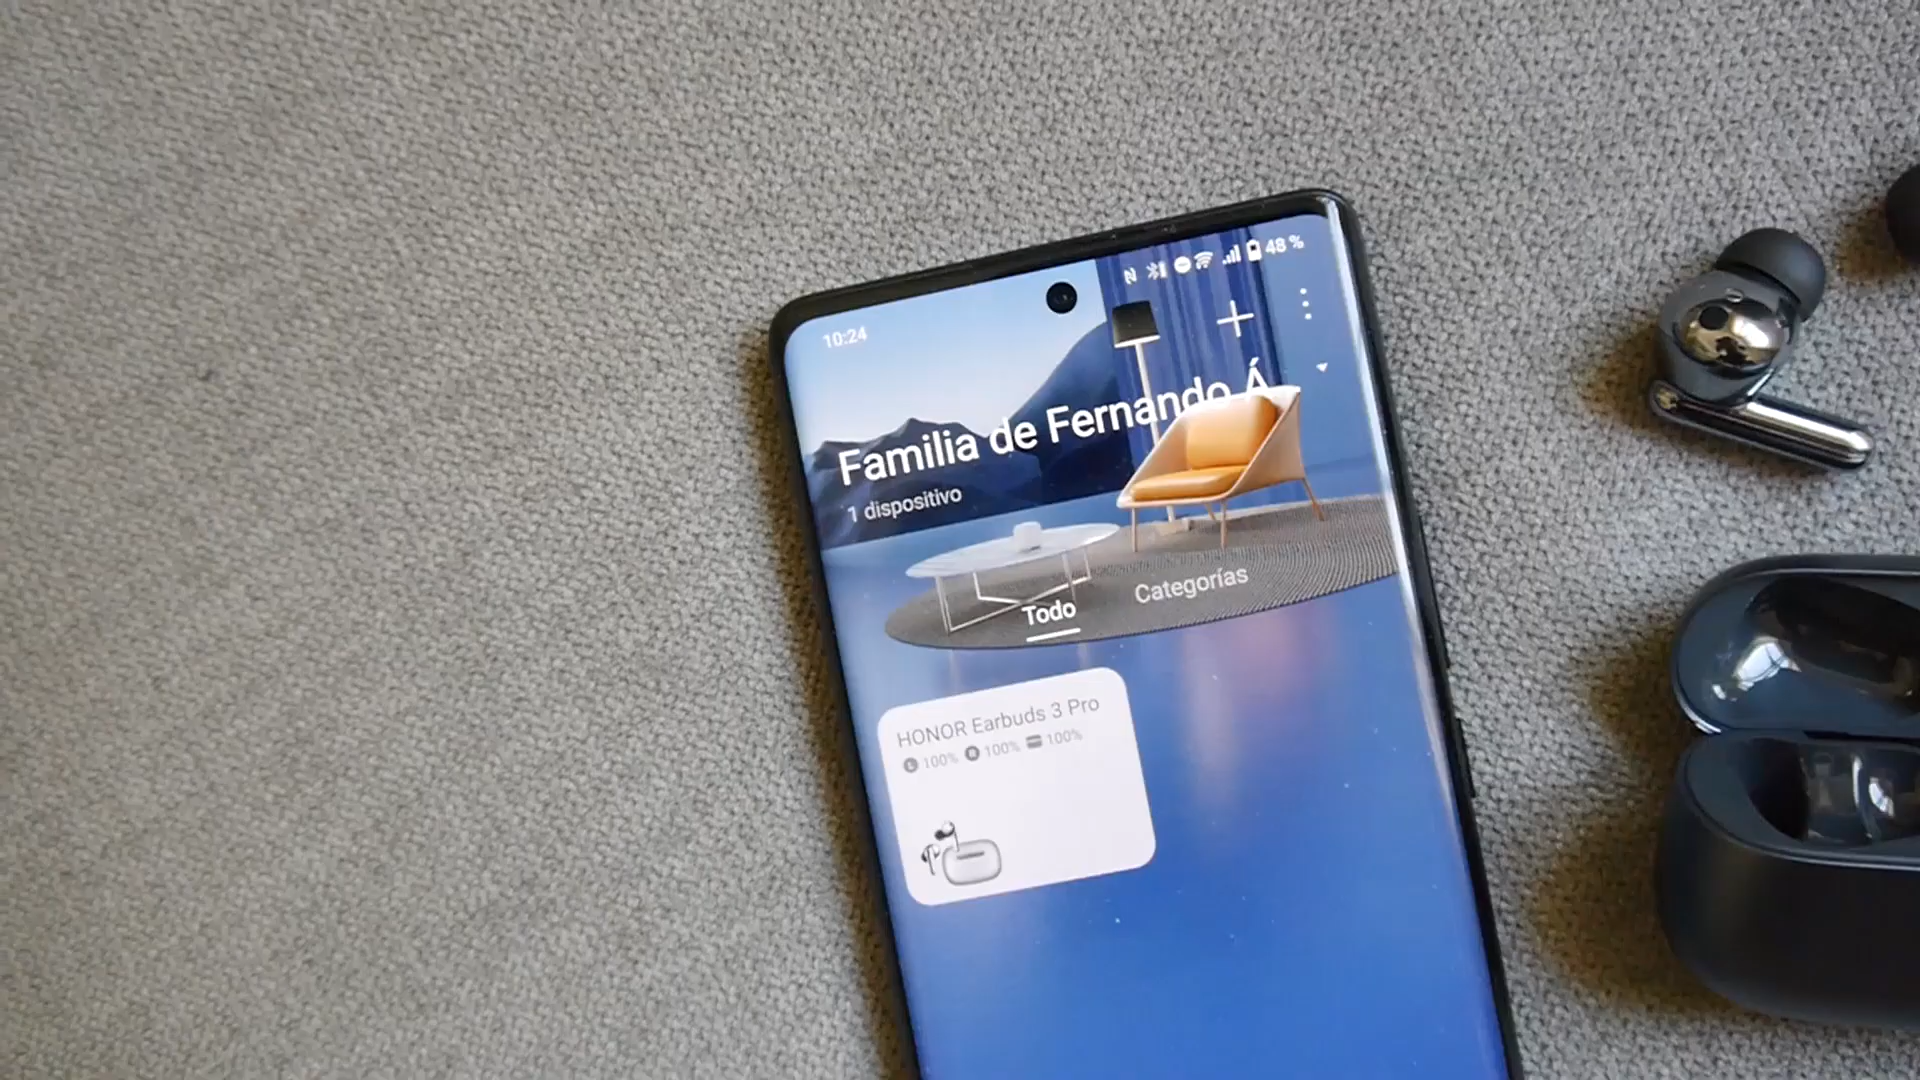 10:24
48 %
Familia de Fernando Á
1 dispositivo
Todo
Categorías
HONOR Earbuds 3 Pro
L 100% R 100% 100%